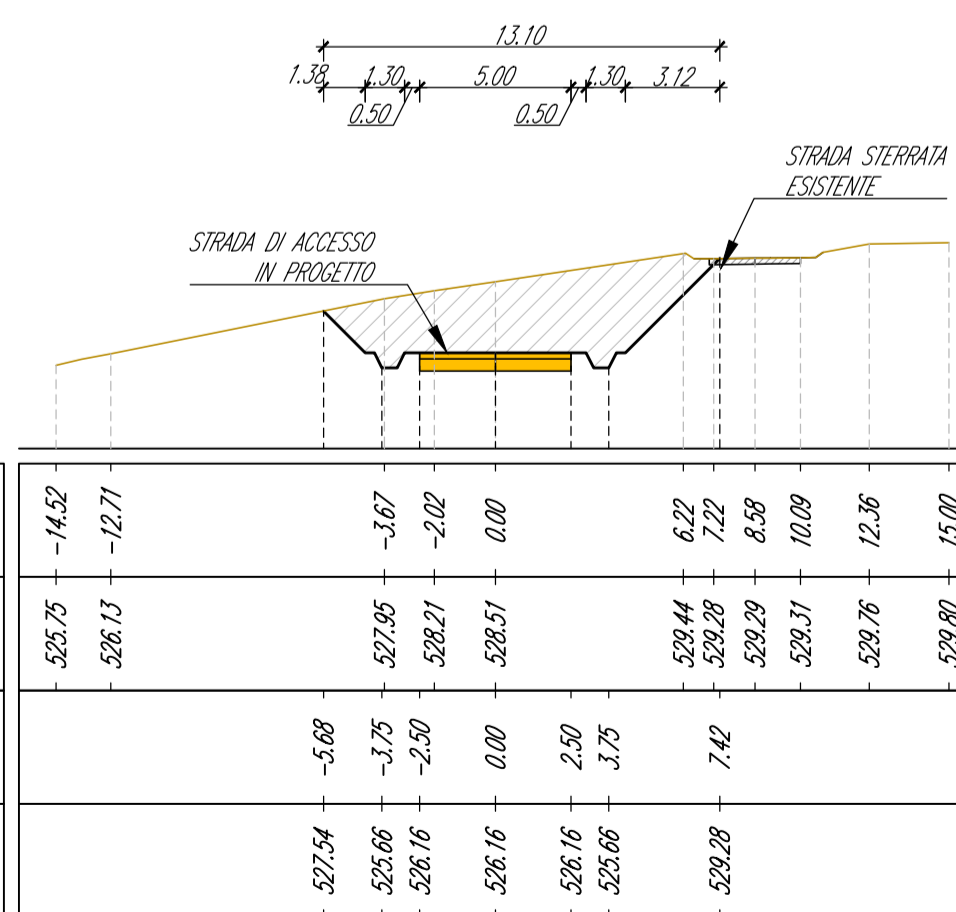 13.10
1.38 1.30 5.00 1.30 3.12
0.50 0.50
STRADA STERRATA
ESISTENTE
STRADA DI ACCESSO
IN PROGETTO
-14.52 -12.71 -3.67 -2.02 0.00 6.22 7.22 8.58 10.09 12.36 15.00
525.75 526.13 527.95 528.21 528.51 529.44 529.28 529.29 529.31 529.76 529.80
-5.68 -3.75 -2.50 0.00 2.50 3.75 7.42
527.54 525.66 526.16 526.16 526.16 525.66 529.28